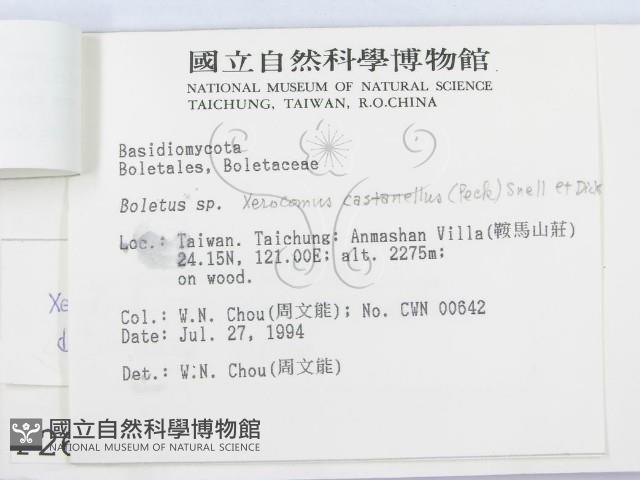 國立自然科學博物館
NATIONAL MUSEUM OF NATURAL SCIENCE
TAICHUNG, TAIWAN, R.O.CHINA
Basidiomycota
Boletales, Boletaceae
Boletus sp. Xerocomus castanellus (Peck) Snell et Dick
Loc.: Taiwan. Taichung: Anmashan Villa(鞍馬山莊)
24.15N, 121.00E; alt. 2275m;
on wood.
Col.: W.N. Chou(周文能); No. CWN 00642
Date: Jul. 27, 1994
Det.: W.N. Chou(周文能)
Xe
國立自然科學博物館
NATIONAL MUSEUM OF NATURAL SCIENCE